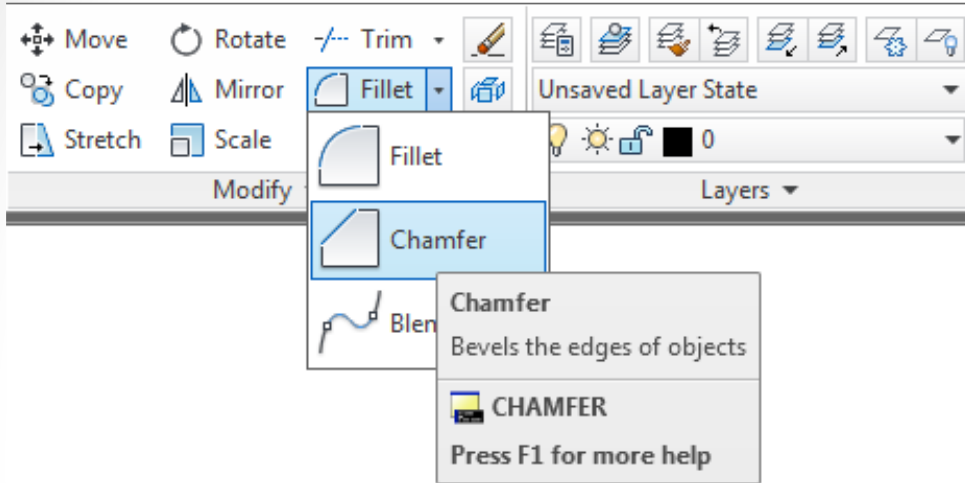 Move Rotate Trim
Copy Mirror Fillet Unsaved Layer State
Stretch Scale 0
Modify Layers
Fillet
Chamfer
Blen
Chamfer
Bevels the edges of objects
CHAMFER
Press F1 for more help